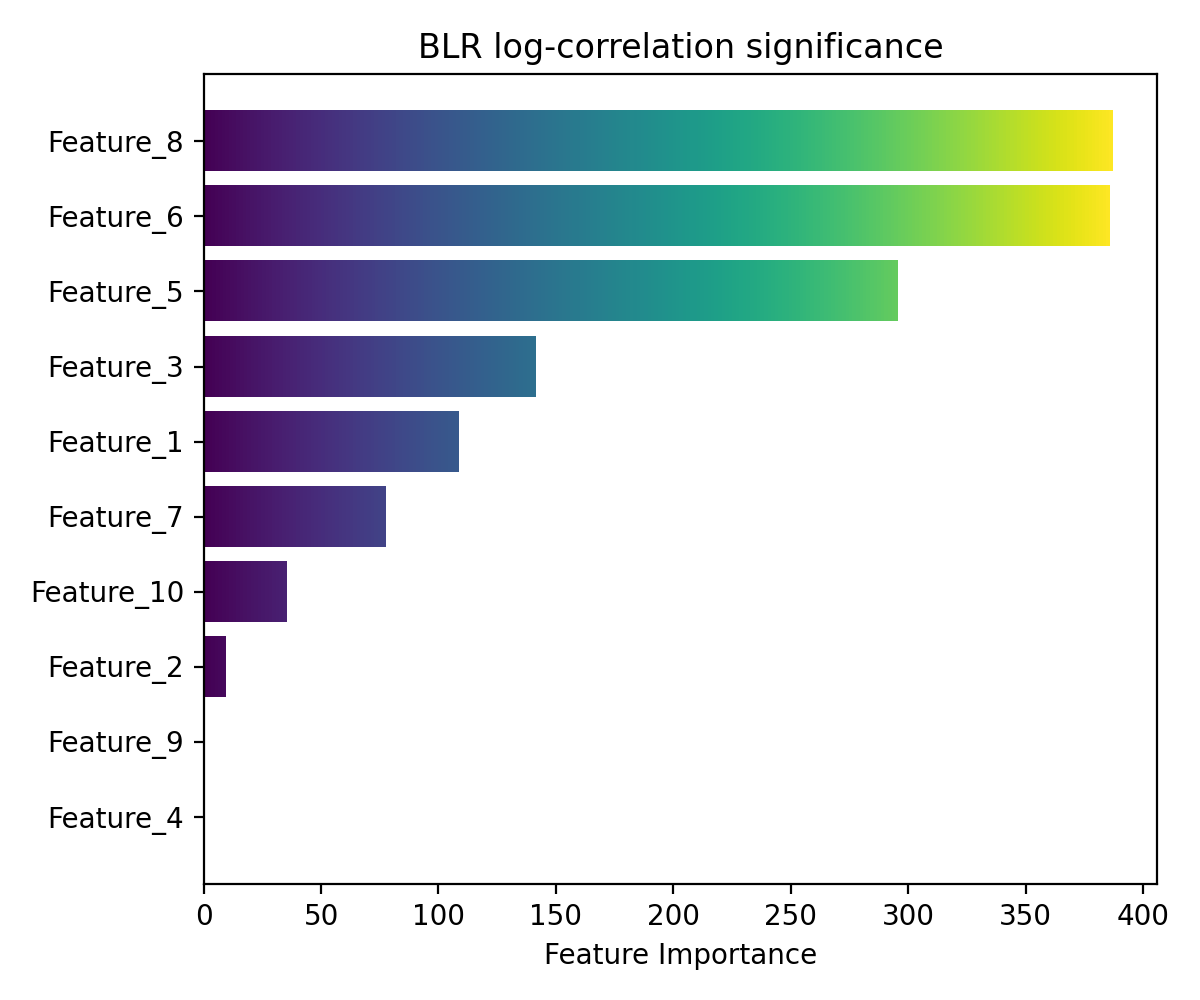 BLR log-correlation significance
Feature_8
Feature_6
Feature_5
Feature_3
Feature_1
Feature_7
Feature_10
Feature_2
Feature_9
Feature_4
0 50 100 150 200 250 300 350 400
Feature Importance